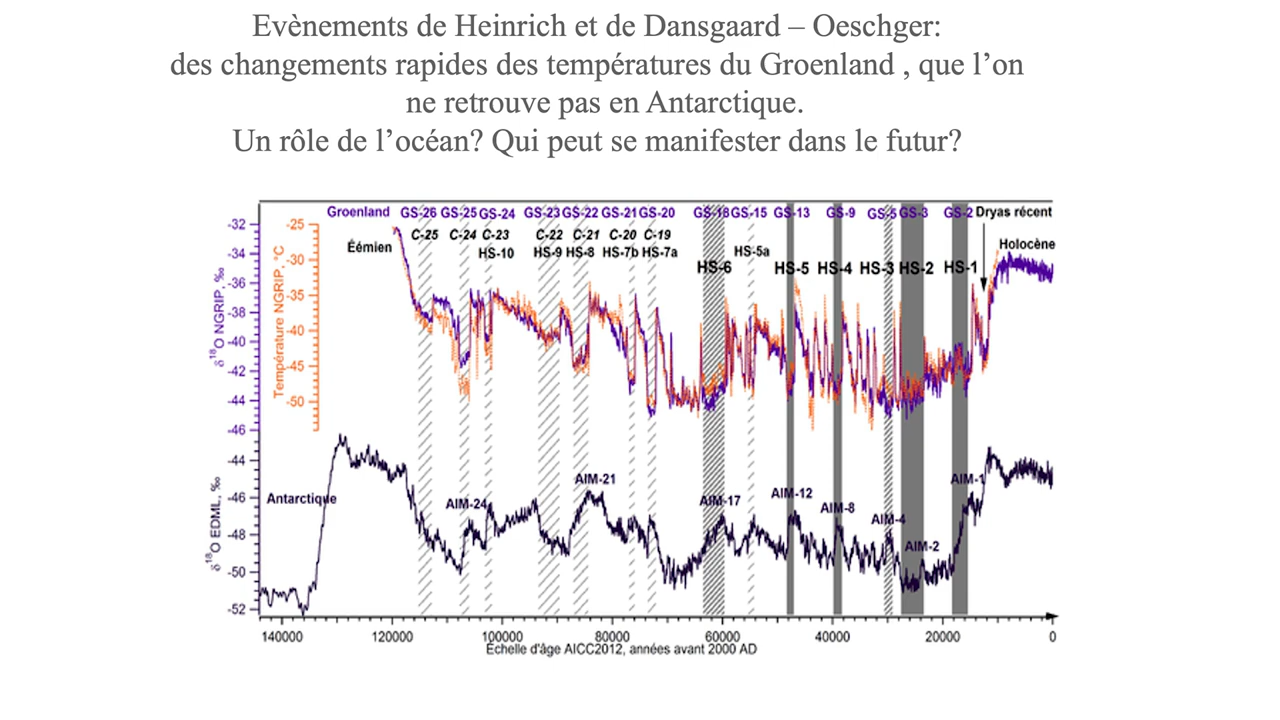 Evènements de Heinrich et de Dansgaard – Oeschger:
des changements rapides des températures du Groenland , que l’on
ne retrouve pas en Antarctique.
Un rôle de l’océan? Qui peut se manifester dans le futur?
Groenland GS-26 GS-25 GS-24 GS-23 GS-22 GS-21 GS-20 GS-18 GS-15 GS-13 GS-9 GS-5 GS-3 GS-2 Dryas récent
C-25 C-24 C-23 C-22 C-21 C-20 C-19
Éémien HS-10 HS-9 HS-8 HS-7b HS-7a HS-5a Holocène
HS-6 HS-5 HS-4 HS-3 HS-2 HS-1
δ18O NGRIP, ‰
-32
-34
-36
-38
-40
-42
-44
-46
Température NGRIP, °C
-25
-30
-35
-40
-45
-50
δ18O EDML, ‰
-44
-46
-48
-50
-52
Antarctique
AIM-24
AIM-21
AIM-17
AIM-12
AIM-8
AIM-4
AIM-2
AIM-1
140000 120000 100000 80000 60000 40000 20000 0
Échelle d'âge AICC2012, années avant 2000 AD